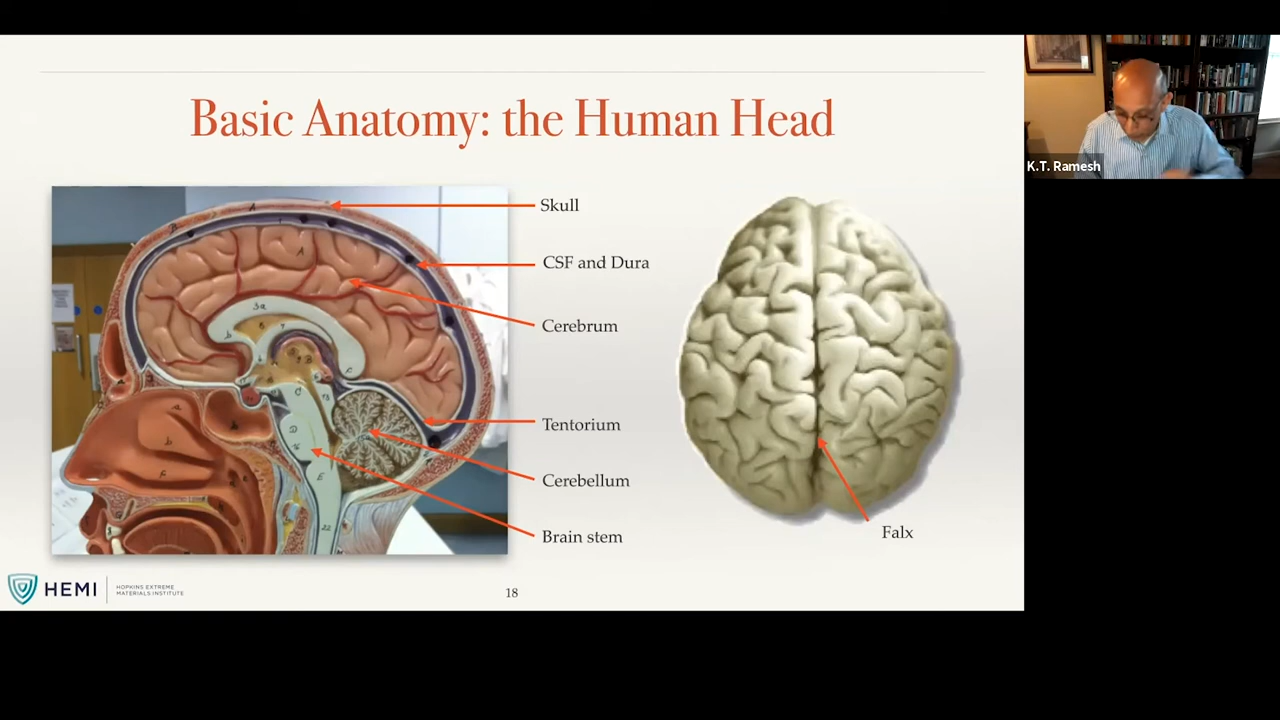 Basic Anatomy: the Human Head
K.T. Ramesh
Skull
CSF and Dura
Cerebrum
Tentorium
Cerebellum
Brain stem
Falx
HEMI
HOPKINS EXTREME
MATERIALS INSTITUTE
18